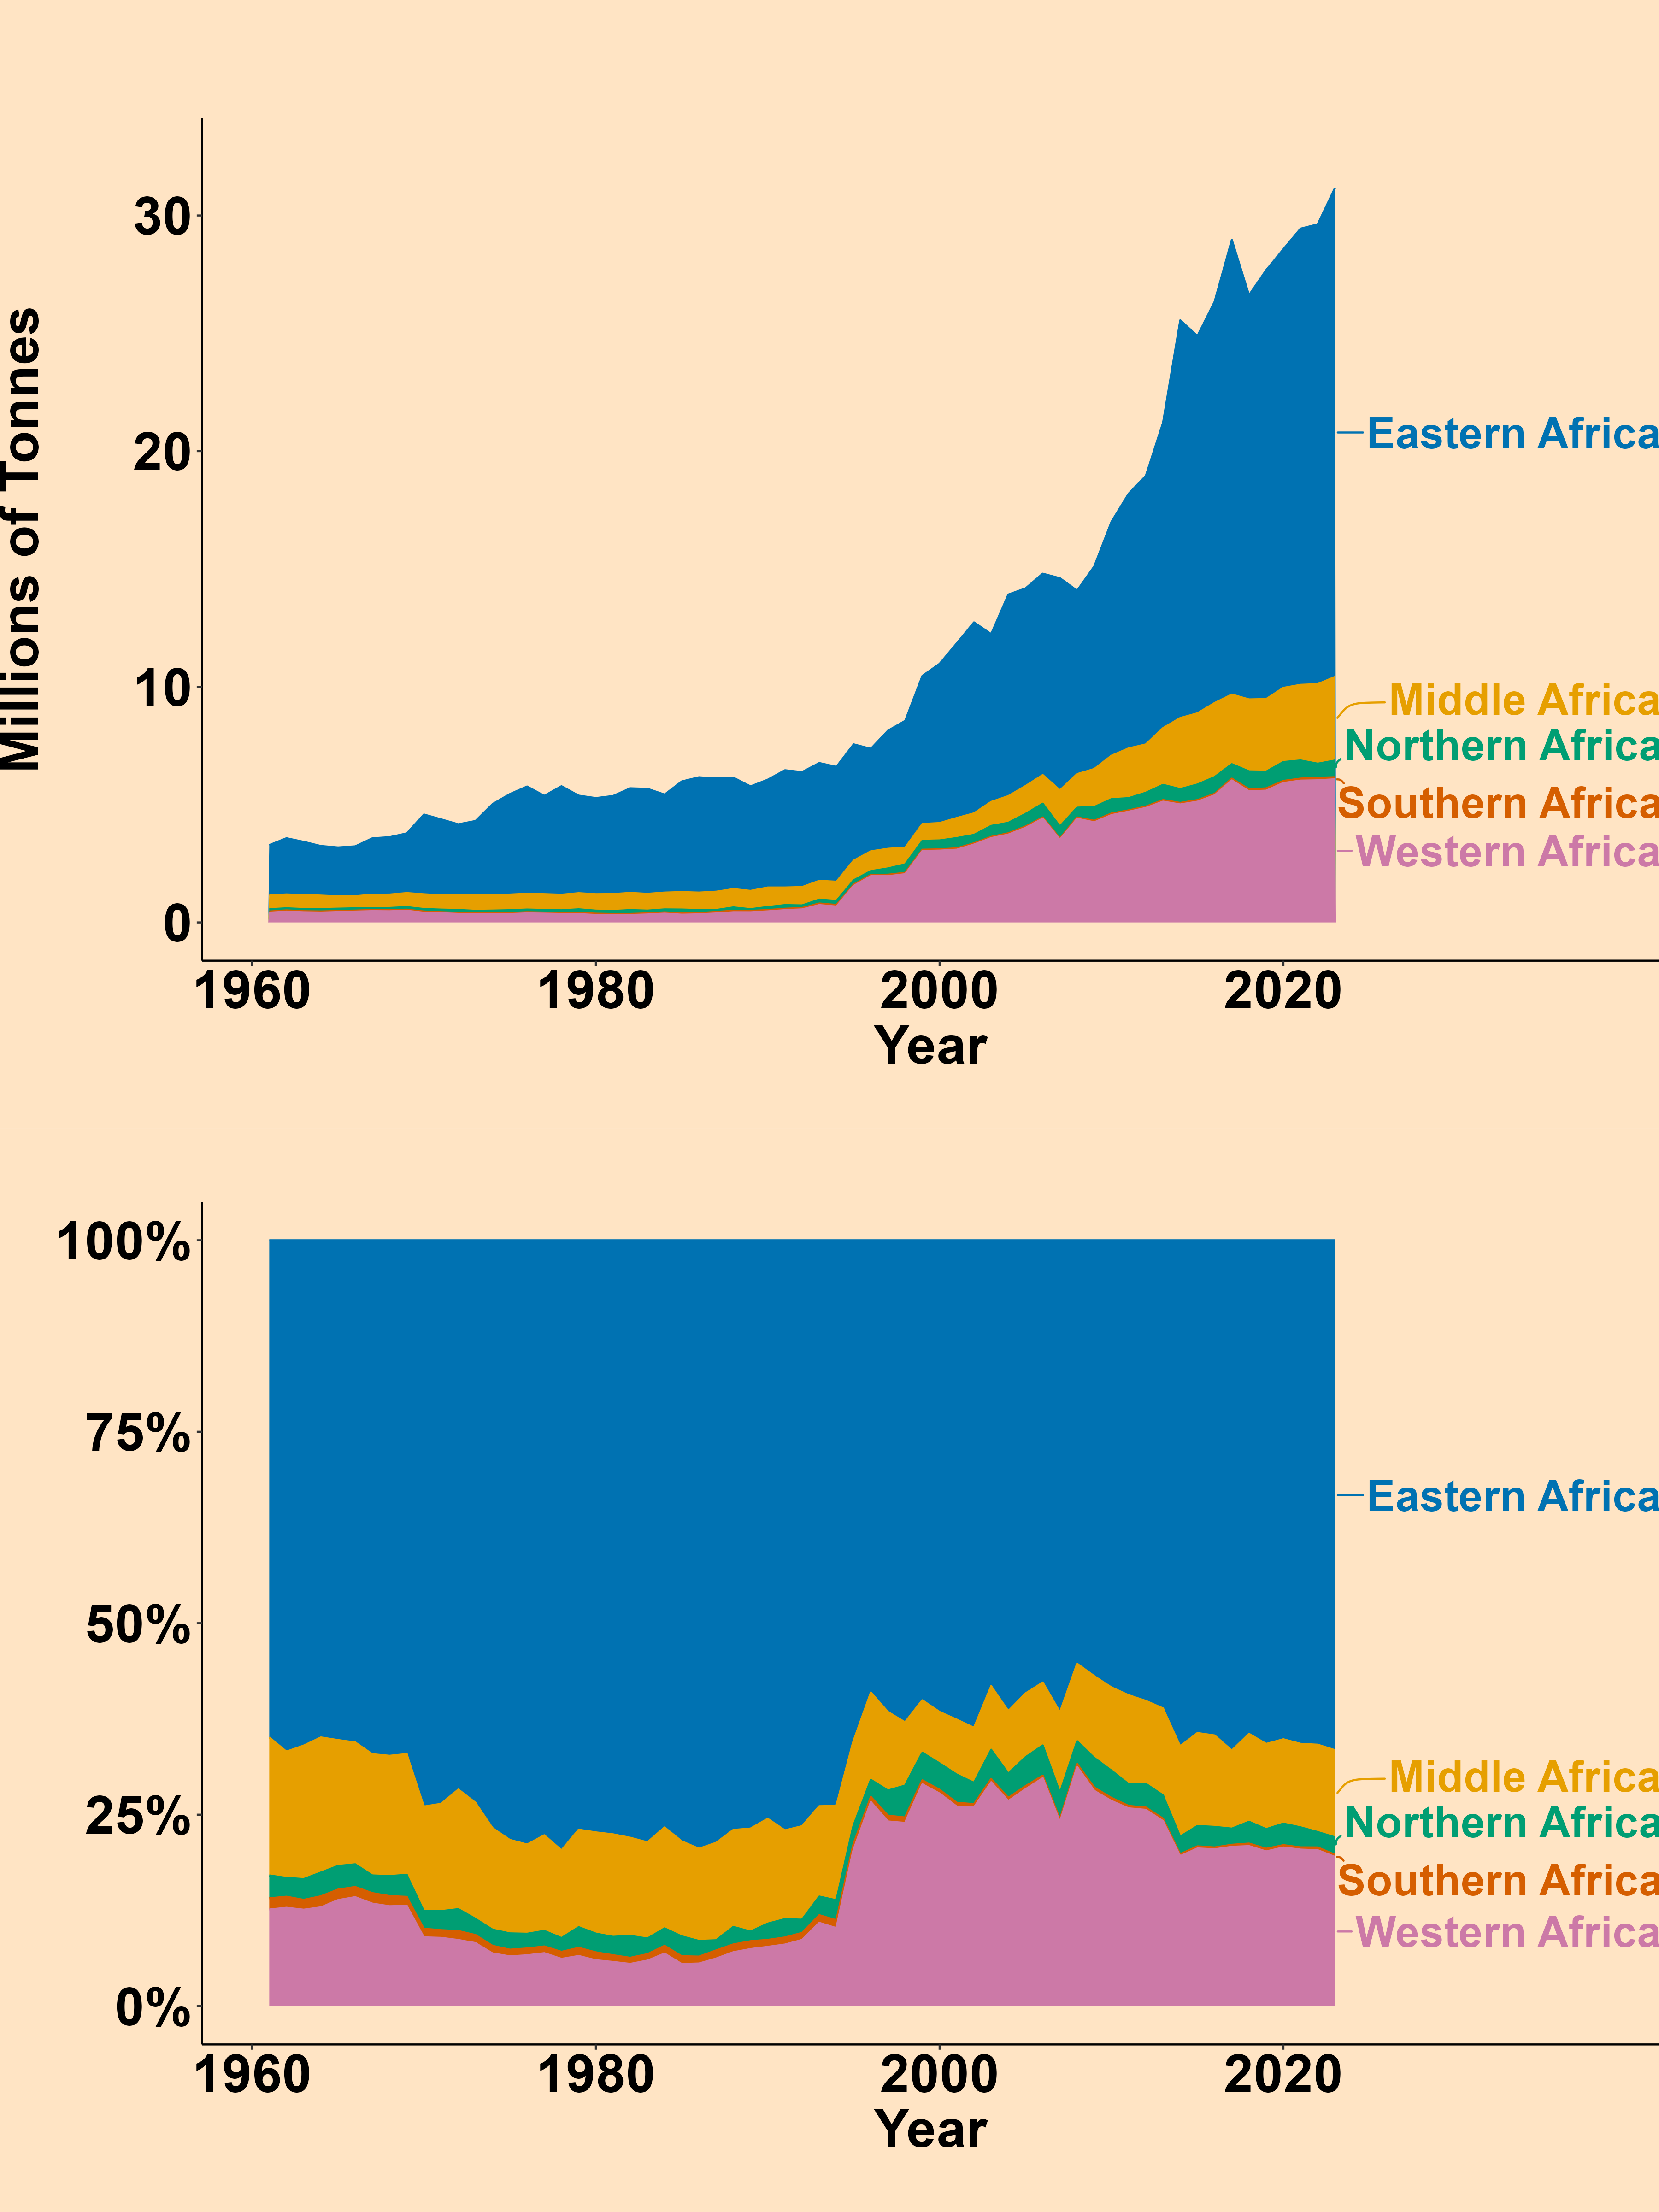 Millions of Tonnes
30
20
10
0
Eastern Africa
Middle Africa
Northern Africa
Southern Africa
Western Africa
1960 1980 2000 2020
Year
100%
75%
50%
25%
0%
Eastern Africa
Middle Africa
Northern Africa
Southern Africa
Western Africa
1960 1980 2000 2020
Year